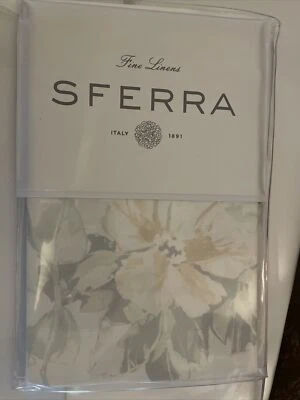 Fine Linens
SFERRA
ITALY 1891